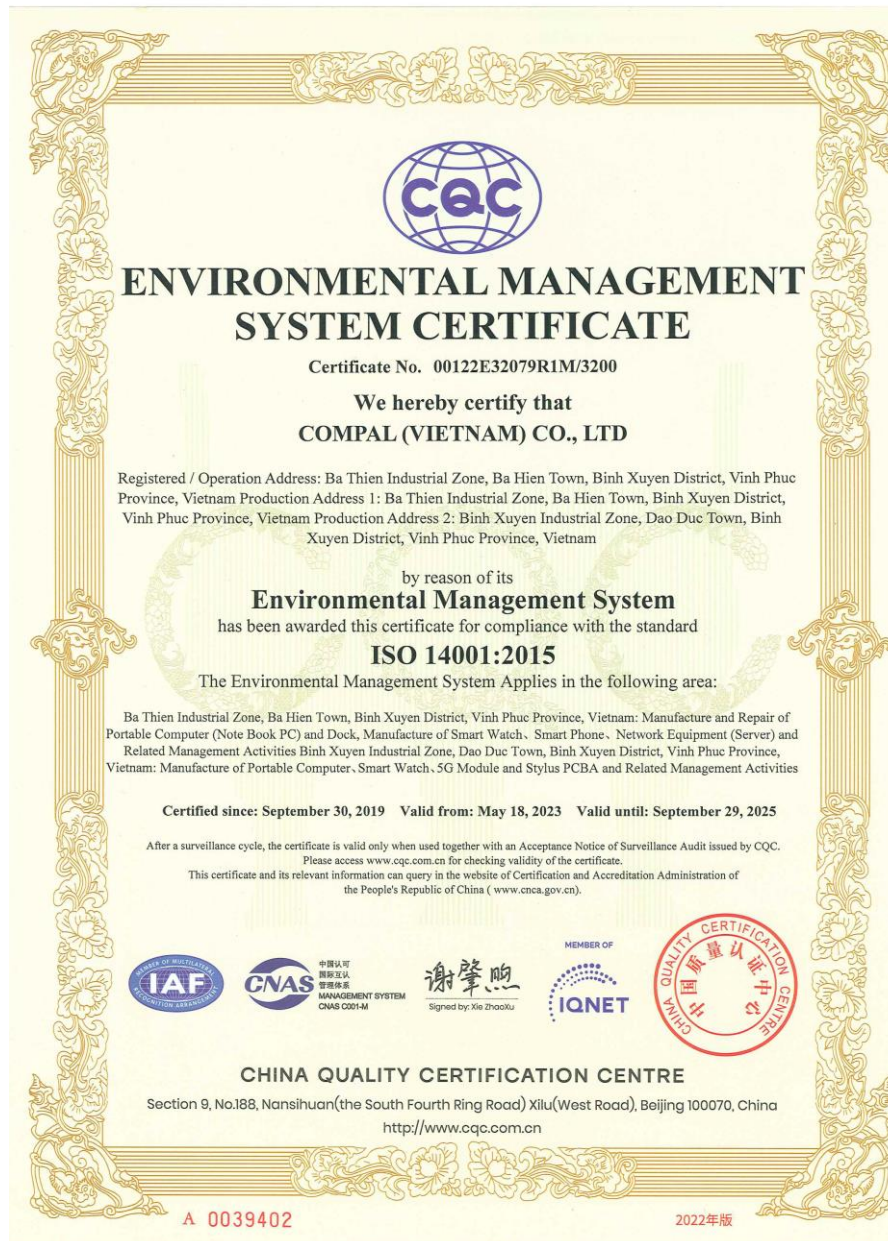 CQC
ENVIRONMENTAL MANAGEMENT
SYSTEM CERTIFICATE
Certificate No. 00122E32079R1M/3200
We hereby certify that
COMPAL (VIETNAM) CO., LTD
Registered / Operation Address: Ba Thien Industrial Zone, Ba Hien Town, Binh Xuyen District, Vinh Phuc
Province, Vietnam Production Address 1: Ba Thien Industrial Zone, Ba Hien Town, Binh Xuyen District,
Vinh Phuc Province, Vietnam Production Address 2: Binh Xuyen Industrial Zone, Dao Duc Town, Binh
Xuyen District, Vinh Phuc Province, Vietnam
by reason of its
Environmental Management System
has been awarded this certificate for compliance with the standard
ISO 14001:2015
The Environmental Management System Applies in the following area:
Ba Thien Industrial Zone, Ba Hien Town, Binh Xuyen District, Vinh Phuc Province, Vietnam: Manufacture and Repair of
Portable Computer (Note Book PC) and Dock, Manufacture of Smart Watch、Smart Phone、Network Equipment (Server) and
Related Management Activities Binh Xuyen Industrial Zone, Dao Duc Town, Binh Xuyen District, Vinh Phuc Province,
Vietnam: Manufacture of Portable Computer、Smart Watch、5G Module and Stylus PCBA and Related Management Activities
Certified since: September 30, 2019 Valid from: May 18, 2023 Valid until: September 29, 2025
After a surveillance cycle, the certificate is valid only when used together with an Acceptance Notice of Surveillance Audit issued by CQC.
Please access www.cqc.com.cn for checking validity of the certificate.
This certificate and its relevant information can query in the website of Certification and Accreditation Administration of
the People's Republic of China ( www.cnca.gov.cn).
MEMBER OF MULTILATERAL
IAF
RECOGNITION ARRANGEMENT
CNAS
中国认可
国际互认
管理体系
MANAGEMENT SYSTEM
CNAS C001-M
谢肇煦
Signed by: Xie ZhaoXu
MEMBER OF
IQNET
CHINA QUALITY CERTIFICATION CENTRE
中国质量认证中心
CHINA QUALITY CERTIFICATION CENTRE
Section 9, No.188, Nansihuan(the South Fourth Ring Road) Xilu(West Road), Beijing 100070, China
http://www.cqc.com.cn
A 0039402
2022年版